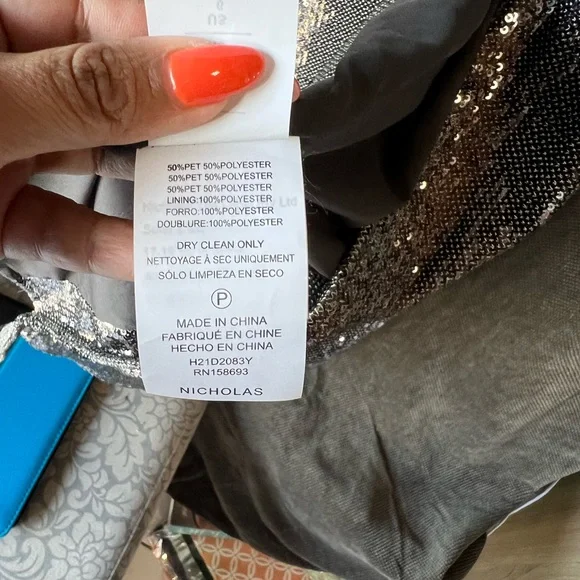 6
US
50%PET 50%POLYESTER
50%PET 50%POLYESTER
50%PET 50%POLYESTER
LINING:100%POLYESTER
FORRO:100%POLYESTER
DOUBLURE:100%POLYESTER
DRY CLEAN ONLY
NETTOYAGE À SEC UNIQUEMENT
SÓLO LIMPIEZA EN SECO
P
MADE IN CHINA
FABRIQUÉ EN CHINE
HECHO EN CHINA
H21D2083Y
RN158693
NICHOLAS